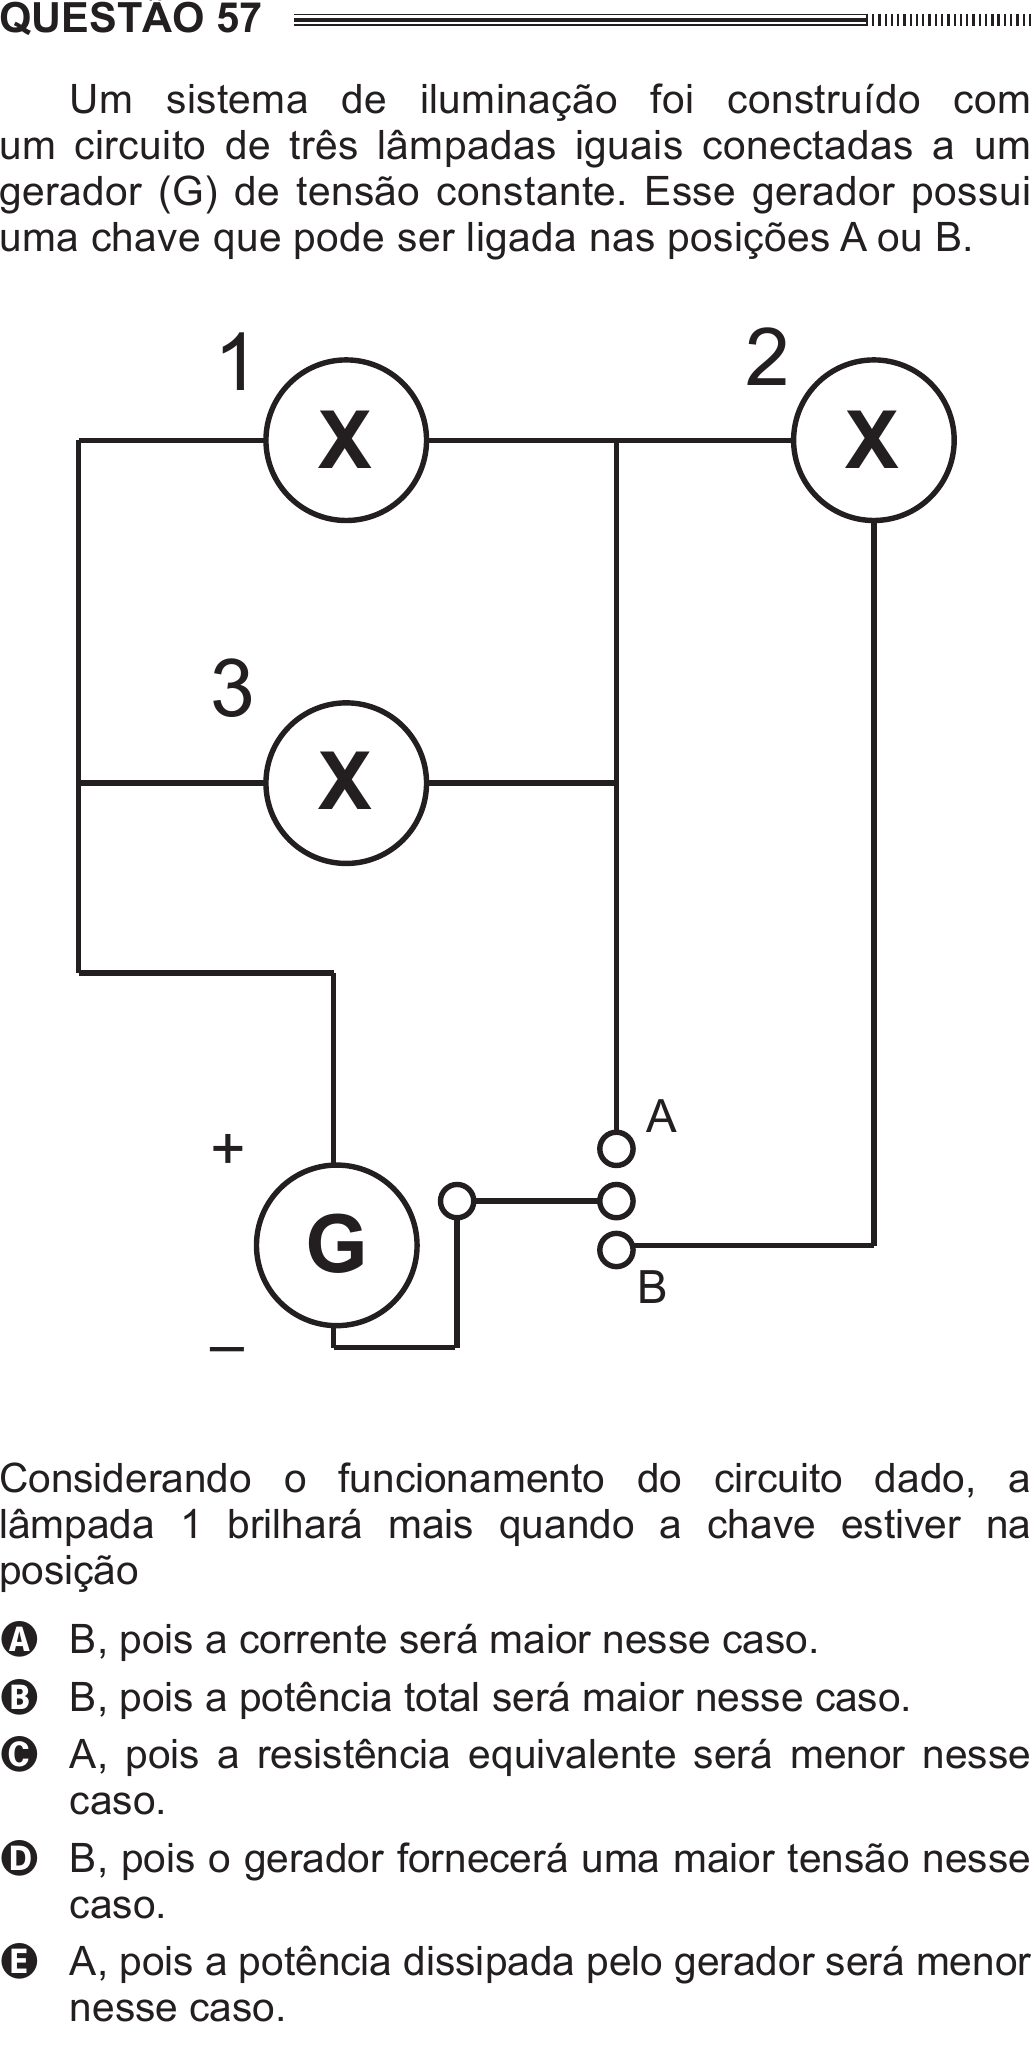 QUESTÃO 57
Um sistema de iluminação foi construído com
um circuito de três lâmpadas iguais conectadas a um
gerador (G) de tensão constante. Esse gerador possui
uma chave que pode ser ligada nas posições A ou B.
1
2
X
X
3
X
A
+
G
B
–
Considerando o funcionamento do circuito dado, a
lâmpada 1 brilhará mais quando a chave estiver na
posição
A B, pois a corrente será maior nesse caso.
B B, pois a potência total será maior nesse caso.
C A, pois a resistência equivalente será menor nesse
caso.
D B, pois o gerador fornecerá uma maior tensão nesse
caso.
E A, pois a potência dissipada pelo gerador será menor
nesse caso.